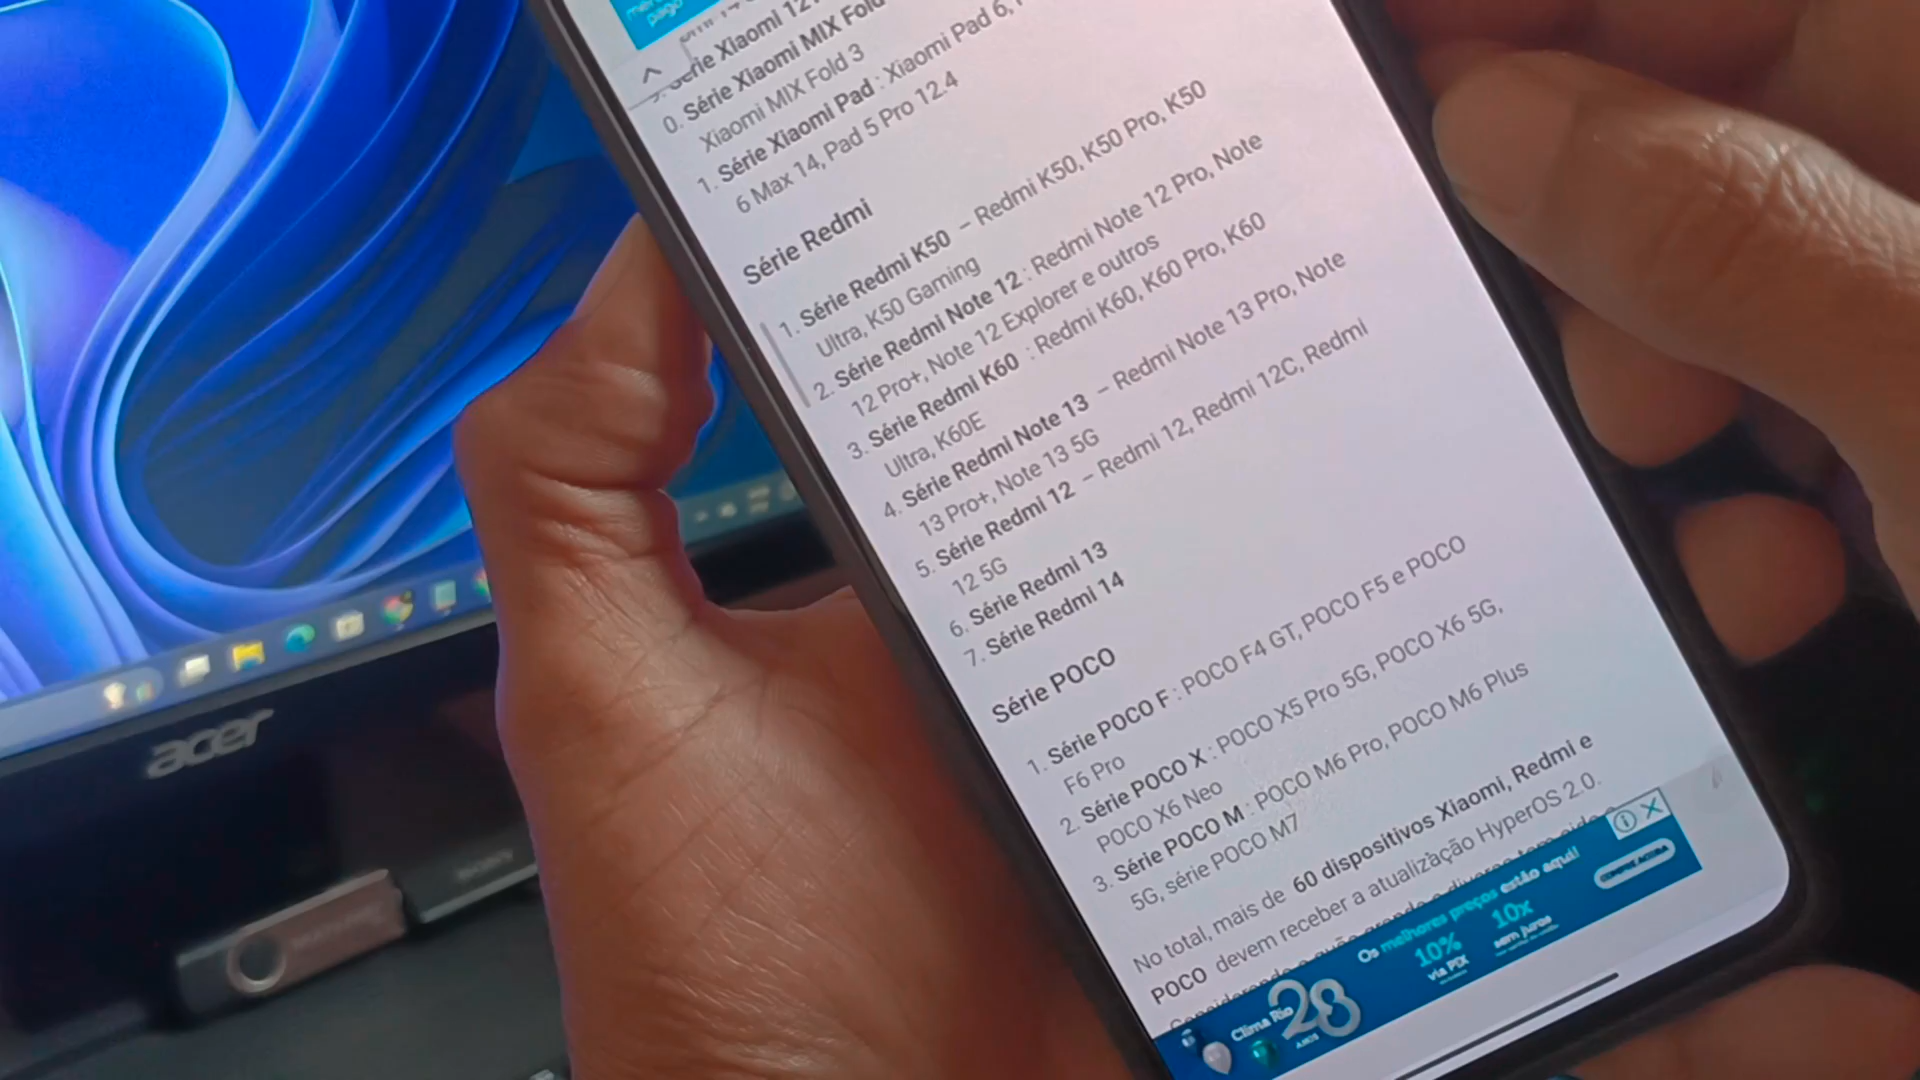 Série Xiaomi 12
0. Série Xiaomi MIX Fold
Xiaomi MIX Fold 3
1. Série Xiaomi Pad : Xiaomi Pad 6,
6 Max 14, Pad 5 Pro 12.4
Série Redmi
1. Série Redmi K50 – Redmi K50, K50 Pro, K50
Ultra, K50 Gaming
2. Série Redmi Note 12 : Redmi Note 12 Pro, Note
12 Pro+, Note 12 Explorer e outros
3. Série Redmi K60 : Redmi K60, K60 Pro, K60
Ultra, K60E
4. Série Redmi Note 13 – Redmi Note 13 Pro, Note
13 Pro+, Note 13 5G
5. Série Redmi 12 – Redmi 12, Redmi 12C, Redmi
12 5G
6. Série Redmi 13
7. Série Redmi 14
Série POCO
1. Série POCO F : POCO F4 GT, POCO F5 e POCO
F6 Pro
2. Série POCO X : POCO X5 Pro 5G, POCO X6 5G,
POCO X6 Neo
3. Série POCO M : POCO M6 Pro, POCO M6 Plus
5G, série POCO M7
No total, mais de 60 dispositivos Xiaomi, Redmi e
POCO devem receber a atualização HyperOS 2.0.
Clima Rio
28
ANOS
Os melhores preços estão aqui!
10%
via PIX
10x
sem juros
acer